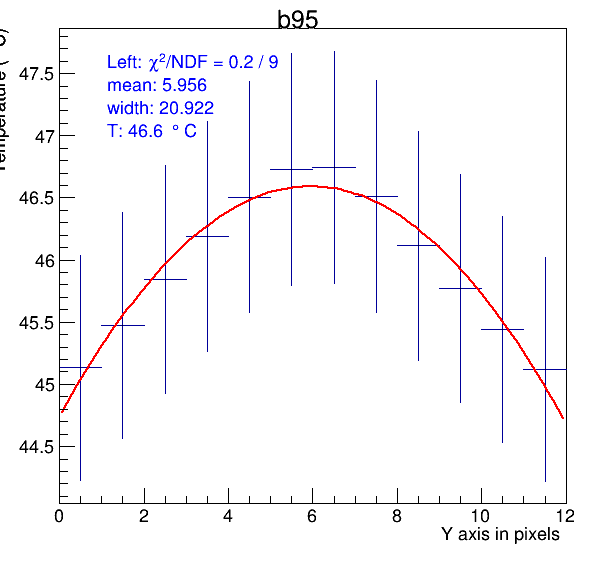 b95
Temperature (°C)
Left: χ²/NDF = 0.2 / 9
mean: 5.956
width: 20.922
T: 46.6 °C
47.5
47
46.5
46
45.5
45
44.5
0 2 4 6 8 10 12
Y axis in pixels